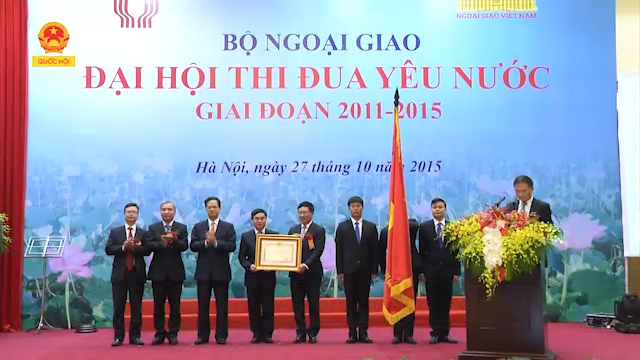 QUỐC HỘI
NGOẠI GIAO VIỆT NAM
BỘ NGOẠI GIAO
ĐẠI HỘI THI ĐUA YÊU NƯỚC
GIAI ĐOẠN 2011-2015
Hà Nội, ngày 27 tháng 10 năm 2015